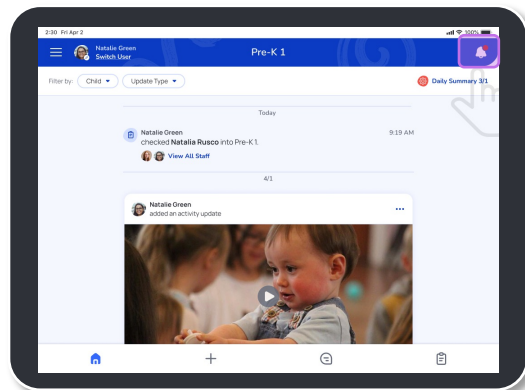 2:30 Fri Apr 2
100%
Natalie Green
Switch User
Pre-K 1
Filter by: Child Update Type
Daily Summary 3/1
Today
Natalie Green
9:19 AM
checked Natalia Rusco into Pre-K 1.
View All Staff
4/1
Natalie Green
added an activity update